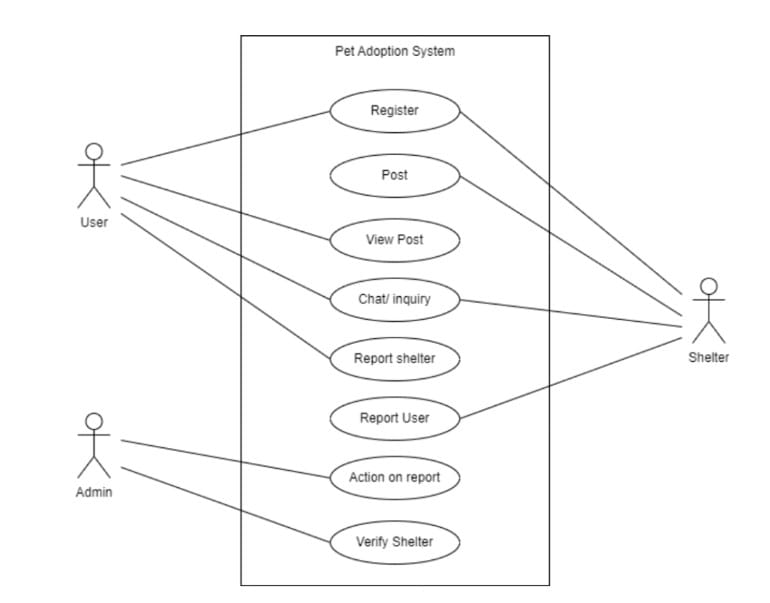 Pet Adoption System
Register
Post
User
View Post
Chat/ inquiry
Shelter
Report shelter
Report User
Action on report
Admin
Verify Shelter